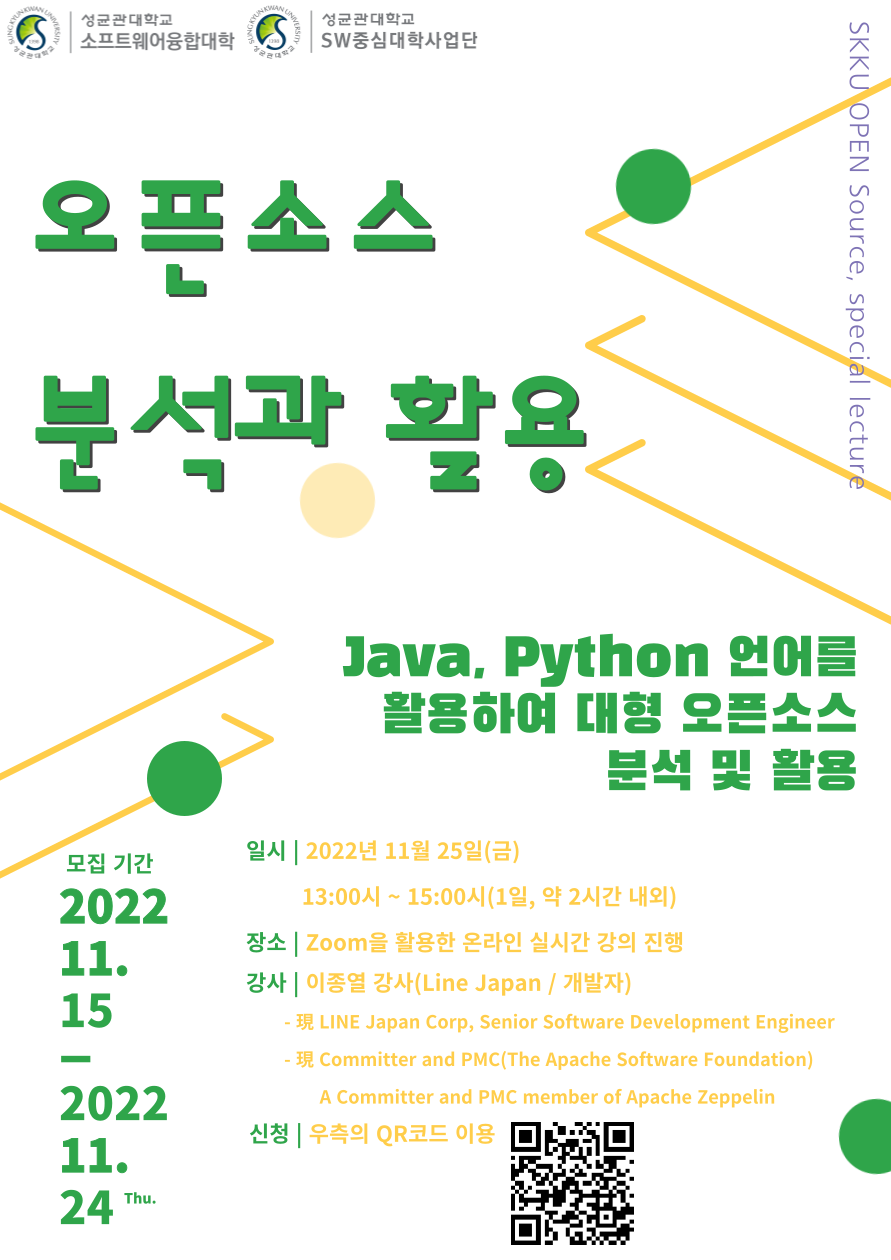 성균관대학교
소프트웨어융합대학
성균관대학교
SW중심대학사업단
SKKU OPEN Source, special lecture
오픈소스
분석과 활용
Java, Python 언어를
활용하여 대형 오픈소스
분석 및 활용
모집 기간
2022
11.
15
–
2022
11.
24 Thu.
일시 | 2022년 11월 25일(금)
13:00시 ~ 15:00시(1일, 약 2시간 내외)
장소 | Zoom을 활용한 온라인 실시간 강의 진행
강사 | 이종열 강사(Line Japan / 개발자)
- 現 LINE Japan Corp, Senior Software Development Engineer
- 現 Committer and PMC(The Apache Software Foundation)
A Committer and PMC member of Apache Zeppelin
신청 | 우측의 QR코드 이용